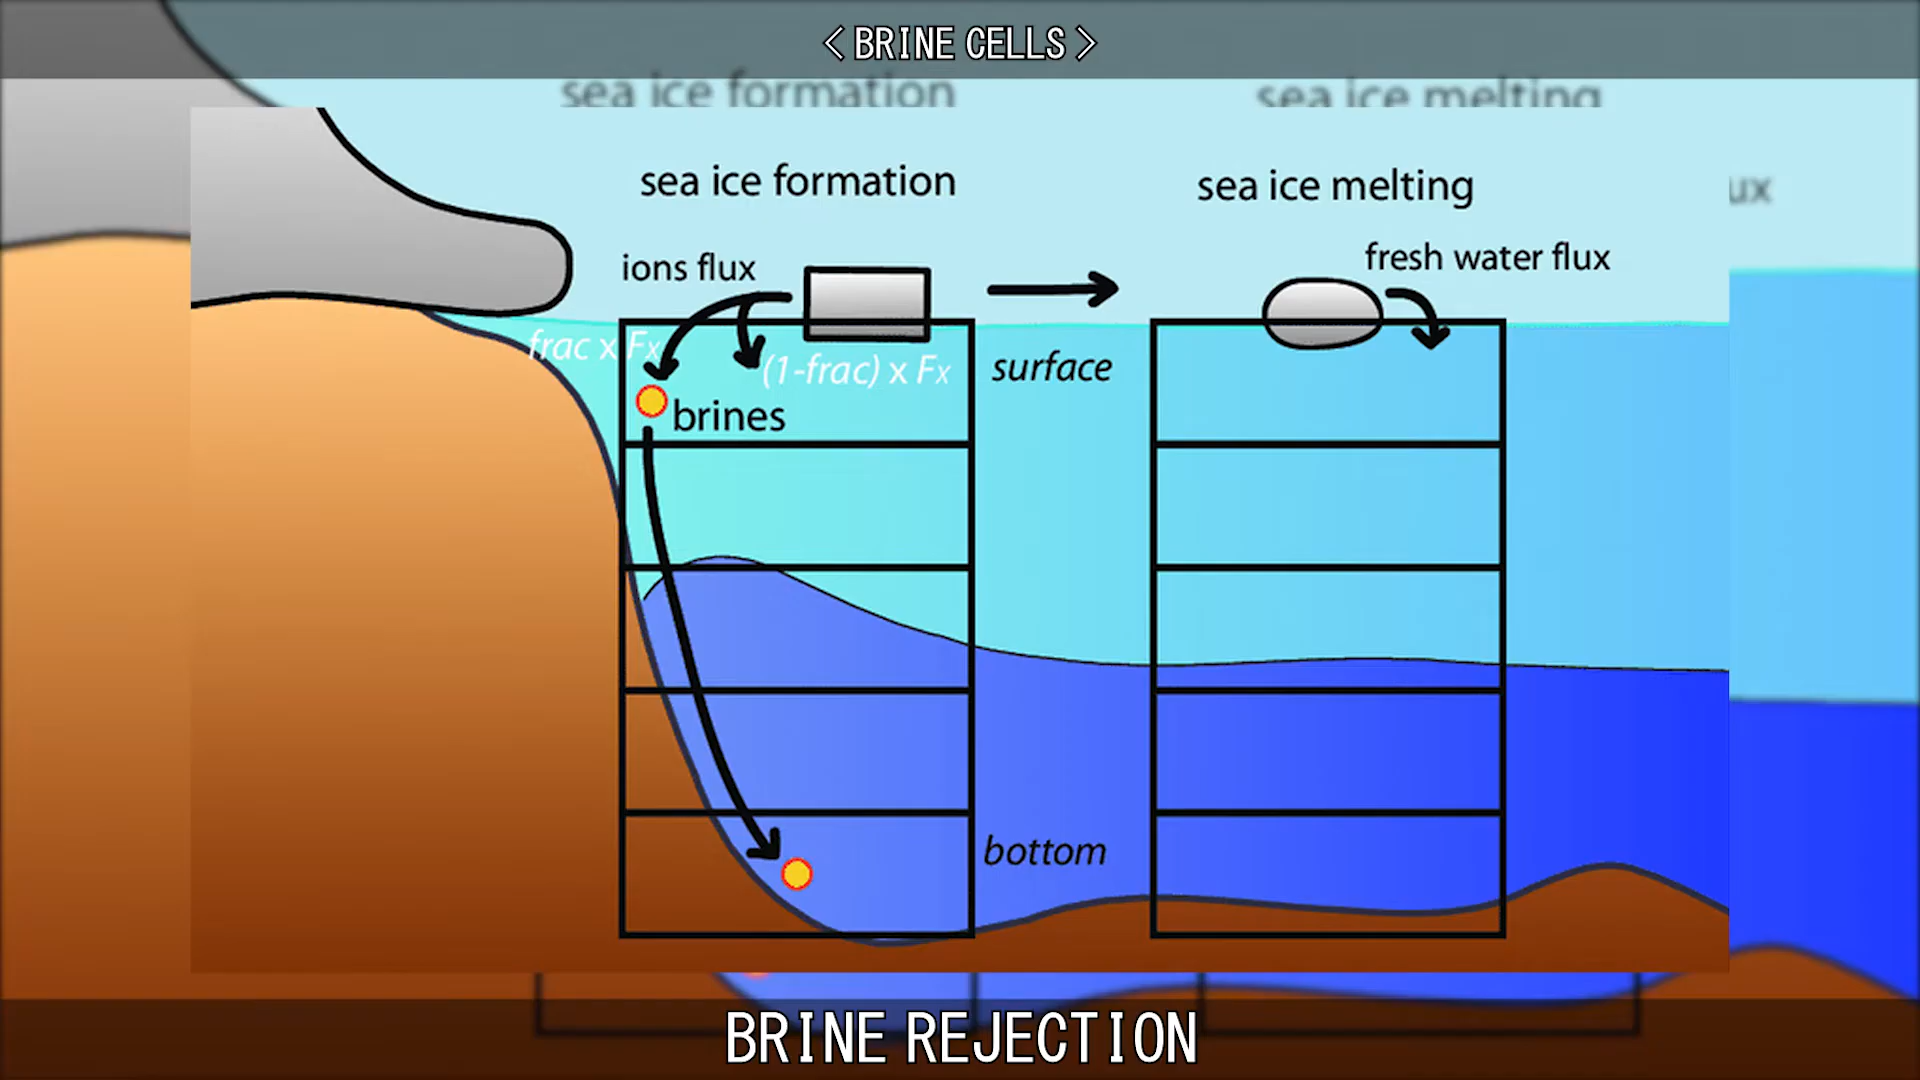 < BRINE CELLS >
sea ice formation
sea ice melting
ux
sea ice formation
sea ice melting
ions flux
fresh water flux
frac x Fx
(1-frac) x Fx
surface
brines
bottom
BRINE REJECTION